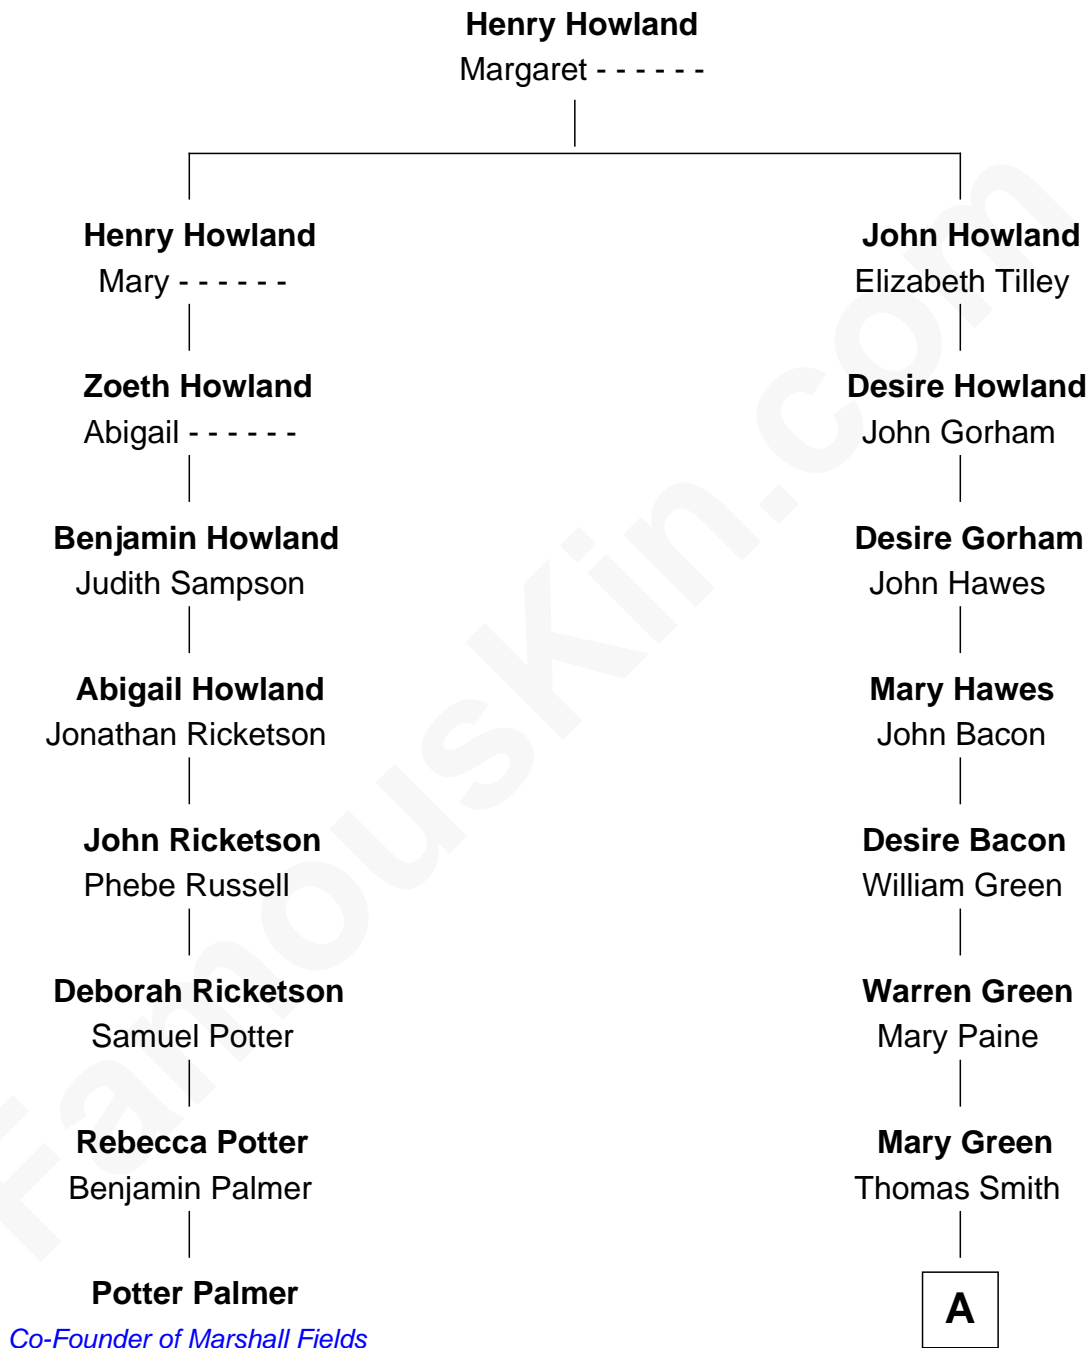 Henry Howland
Margaret - - - - - -
Henry Howland
Mary - - - - - -
Zoeth Howland
Abigail - - - - - -
Benjamin Howland
Judith Sampson
Abigail Howland
Jonathan Ricketson
John Ricketson
Phebe Russell
Deborah Ricketson
Samuel Potter
Rebecca Potter
Benjamin Palmer
Potter Palmer
Co-Founder of Marshall Fields
John Howland
Elizabeth Tilley
Desire Howland
John Gorham
Desire Gorham
John Hawes
Mary Hawes
John Bacon
Desire Bacon
William Green
Warren Green
Mary Paine
Mary Green
Thomas Smith
A
FamousKin.com